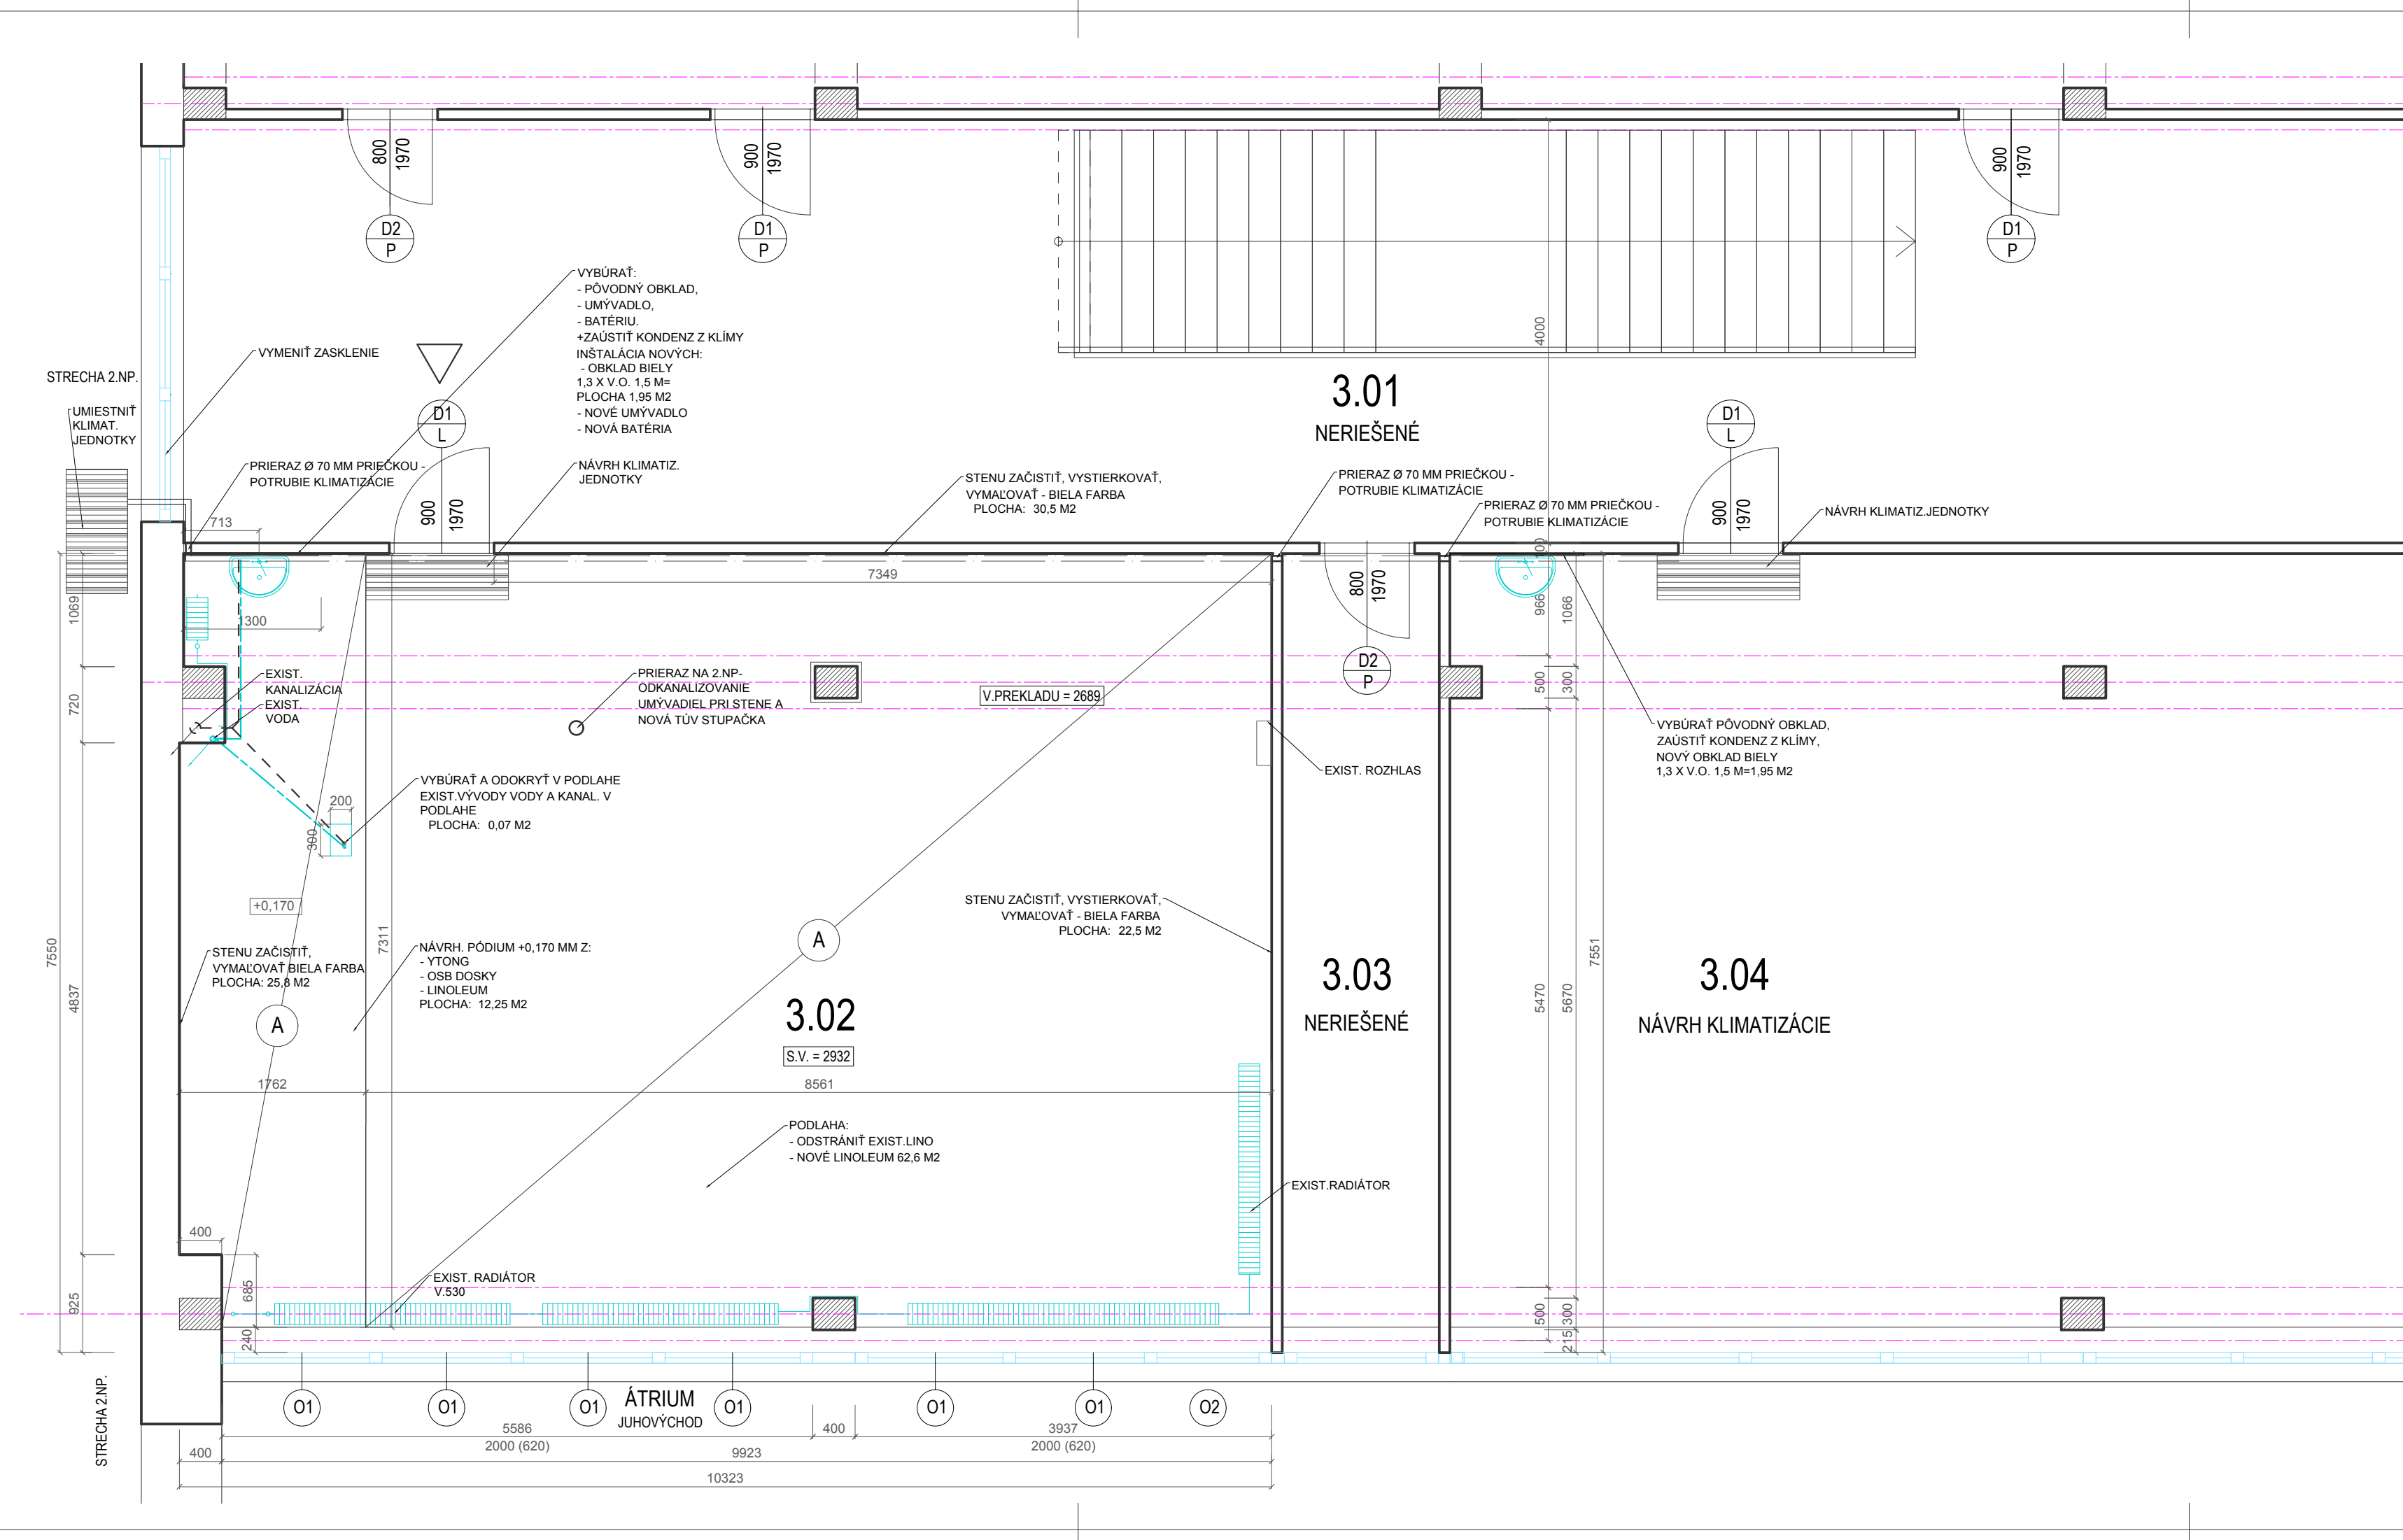 800
1970
900
1970
900
1970
D2
P
D1
P
D1
P
VYBÚRAŤ:
- PÔVODNÝ OBKLAD,
- UMÝVADLO,
- BATÉRIU.
+ZAÚSTIŤ KONDENZ Z KLÍMY
INŠTALÁCIA NOVÝCH:
- OBKLAD BIELY
1,3 X V.O. 1,5 M=
PLOCHA 1,95 M2
- NOVÉ UMÝVADLO
- NOVÁ BATÉRIA
VYMENIŤ ZASKLENIE
STRECHA 2.NP.
UMIESTNIŤ
KLIMAT.
JEDNOTKY
4000
3.01
NERIEŠENÉ
D1
L
D1
L
PRIERAZ Ø 70 MM PRIEČKOU -
POTRUBIE KLIMATIZÁCIE
NÁVRH KLIMATIZ.
JEDNOTKY
STENU ZAČISTIŤ, VYSTIERKOVAŤ,
VYMAĽOVAŤ - BIELA FARBA
PLOCHA: 30,5 M2
PRIERAZ Ø 70 MM PRIEČKOU -
POTRUBIE KLIMATIZÁCIE
PRIERAZ Ø 70 MM PRIEČKOU -
POTRUBIE KLIMATIZÁCIE
NÁVRH KLIMATIZ.JEDNOTKY
713
900
1970
900
1970
7349
800
1970
1069
1300
966
1066
D2
P
EXIST.
KANALIZÁCIA
EXIST.
VODA
PRIERAZ NA 2.NP-
ODKANALIZOVANIE
UMÝVADIEL PRI STENE A
NOVÁ TÚV STUPAČKA
V.PREKLADU = 2689
500
300
720
VYBÚRAŤ PÔVODNÝ OBKLAD,
ZAÚSTIŤ KONDENZ Z KLÍMY,
NOVÝ OBKLAD BIELY
1,3 X V.O. 1,5 M=1,95 M2
EXIST. ROZHLAS
VYBÚRAŤ A ODOKRYŤ V PODLAHE
EXIST.VÝVODY VODY A KANAL. V
PODLAHE
PLOCHA: 0,07 M2
200
300
+0,170
STENU ZAČISTIŤ, VYSTIERKOVAŤ,
VYMAĽOVAŤ - BIELA FARBA
PLOCHA: 22,5 M2
7311
A
7550
STENU ZAČISTIŤ,
VYMAĽOVAŤ BIELA FARBA
PLOCHA: 25,8 M2
NÁVRH. PÓDIUM +0,170 MM Z:
- YTONG
- OSB DOSKY
- LINOLEUM
PLOCHA: 12,25 M2
7551
4837
5470
5670
3.03
NERIEŠENÉ
3.04
NÁVRH KLIMATIZÁCIE
3.02
S.V. = 2932
A
1762
8561
PODLAHA:
- ODSTRÁNIŤ EXIST.LINO
- NOVÉ LINOLEUM 62,6 M2
EXIST.RADIÁTOR
400
EXIST. RADIÁTOR
V.530
685
925
240
500
300
215
O1
O1
O1
O1
O1
O1
O2
ÁTRIUM
JUHOVÝCHOD
STRECHA 2.NP.
5586
400
3937
2000 (620)
2000 (620)
400
9923
10323